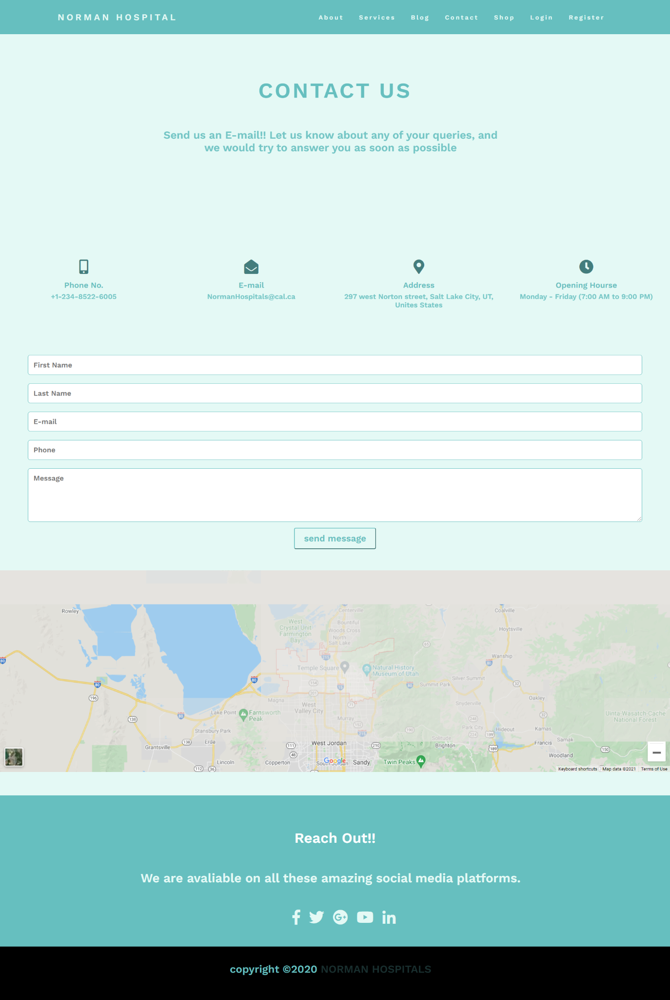 NORMAN HOSPITAL
About Services Blog Contact Shop Login Register
CONTACT US
Send us an E-mail!! Let us know about any of your queries, and
we would try to answer you as soon as possible
Phone No.
+1-234-8522-6005
E-mail
NormanHospitals@cal.ca
Address
297 west Norton street, Salt Lake City, UT,
Unites States
Opening Hourse
Monday - Friday (7:00 AM to 9:00 PM)
First Name
Last Name
E-mail
Phone
Message
send message
Rowley
Centerville
Coalville
West
Crystal Unit
Farmington
Bay
Bountiful
Woods Cross
North
Salt Lake
Hoytsville
65
80
215
Wanship
80
Temple Square
Natural History
Museum of Utah
80
80
154
15
80
Summit Park
Silver Summit
32
196
201
Magna
71
Snyderville
Oakley
West
Valley City
Lake Point
Farnsworth
Peak
80
138
Murray
152
248
32
Uinta-Wasatch-Cache
National Forest
Stansbury Park
215
190
Park City
224
Hideout
189
Kamas
Solitude
Samak
Grantsville
138
Erda
111
West Jordan
210
Brighton
189
Francis
150
48
Woodland
Lincoln
Copperton
South Jordan
Google
Sandy
Twin Peaks
112
36
Keyboard shortcuts
Map data ©2021
Terms of Use
Reach Out!!
We are avaliable on all these amazing social media platforms.
copyright ©2020 NORMAN HOSPITALS